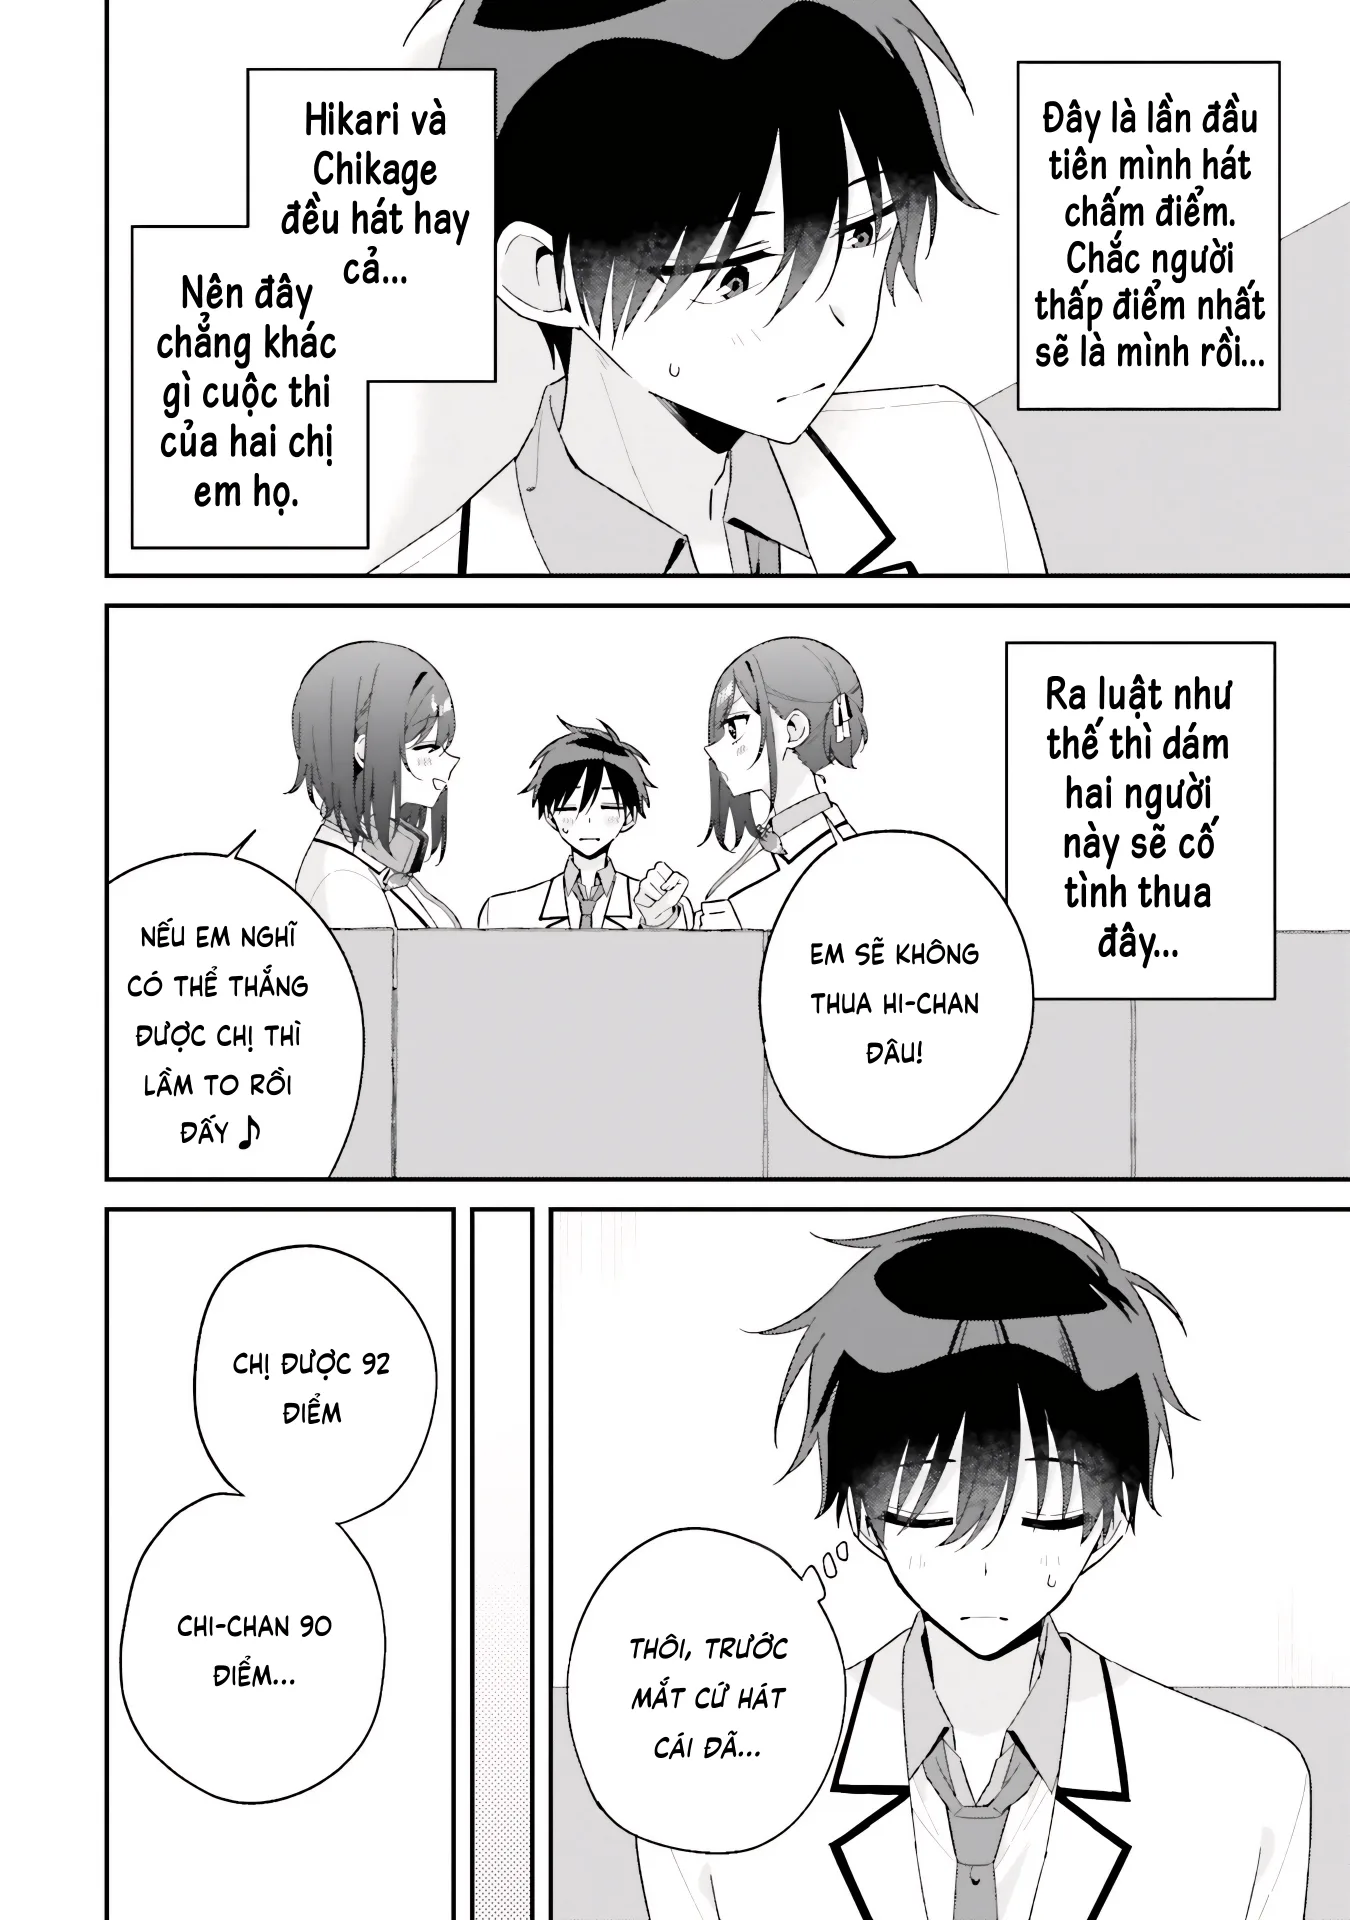 Đây là lần đầu
tiên mình hát
chấm điểm.
Chắc người
thấp điểm nhất
sẽ là mình rồi...
Hikari và
Chikage
đều hát hay
cả...
Nên đây
chẳng khác
gì cuộc thi
của hai chị
em họ.
Ra luật như
thế thì dám
hai người
này sẽ cố
tình thua
đây...
EM SẼ KHÔNG
THUA HI-CHAN
ĐÂU!
NẾU EM NGHĨ
CÓ THỂ THẮNG
ĐƯỢC CHỊ THÌ
LẦM TO RỒI
ĐẤY ♪
THÔI, TRƯỚC
MẮT CỨ HÁT
CÁI ĐÃ...
CHỊ ĐƯỢC 92
ĐIỂM
CHI-CHAN 90
ĐIỂM...